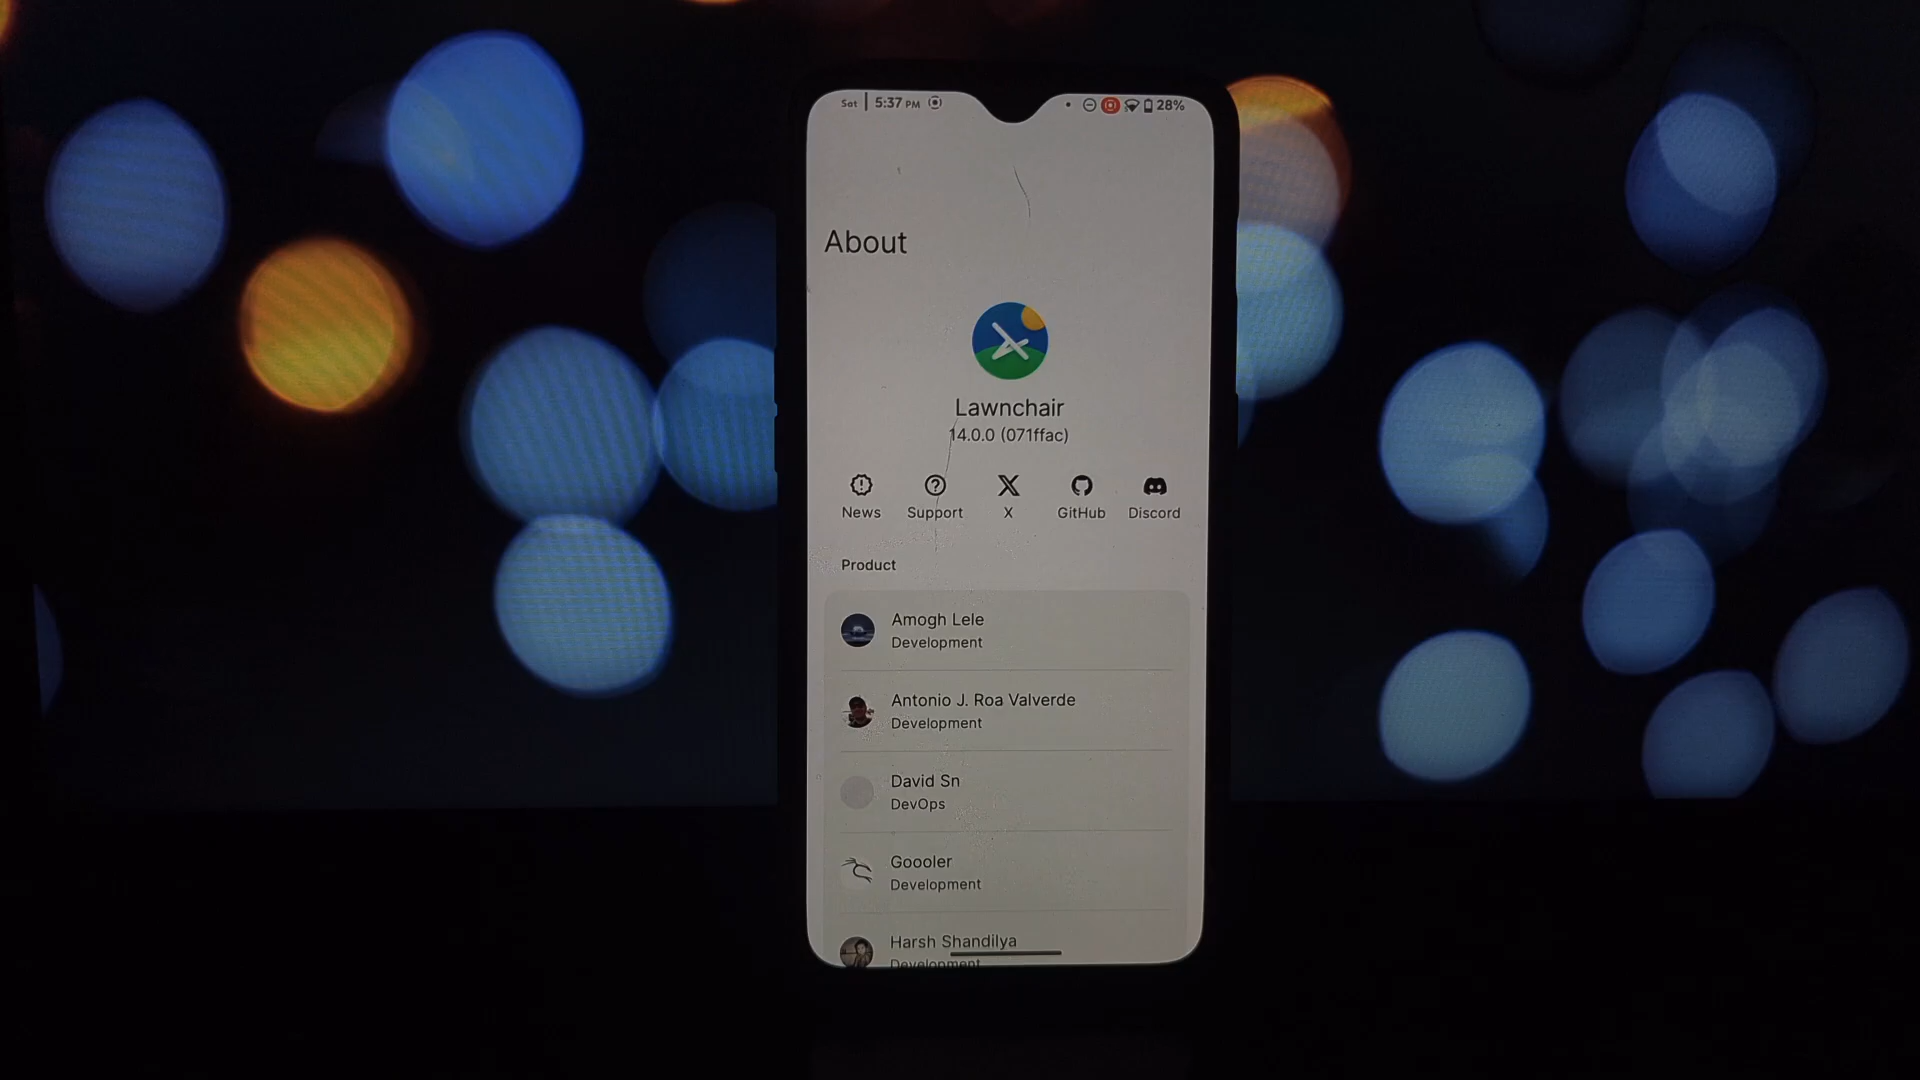 Sat | 5:37 PM 28%
About
Lawnchair
14.0.0 (071ffac)
News Support X GitHub Discord
Product
Amogh Lele
Development
Antonio J. Roa Valverde
Development
David Sn
DevOps
Goooler
Development
Harsh Shandilya
Development